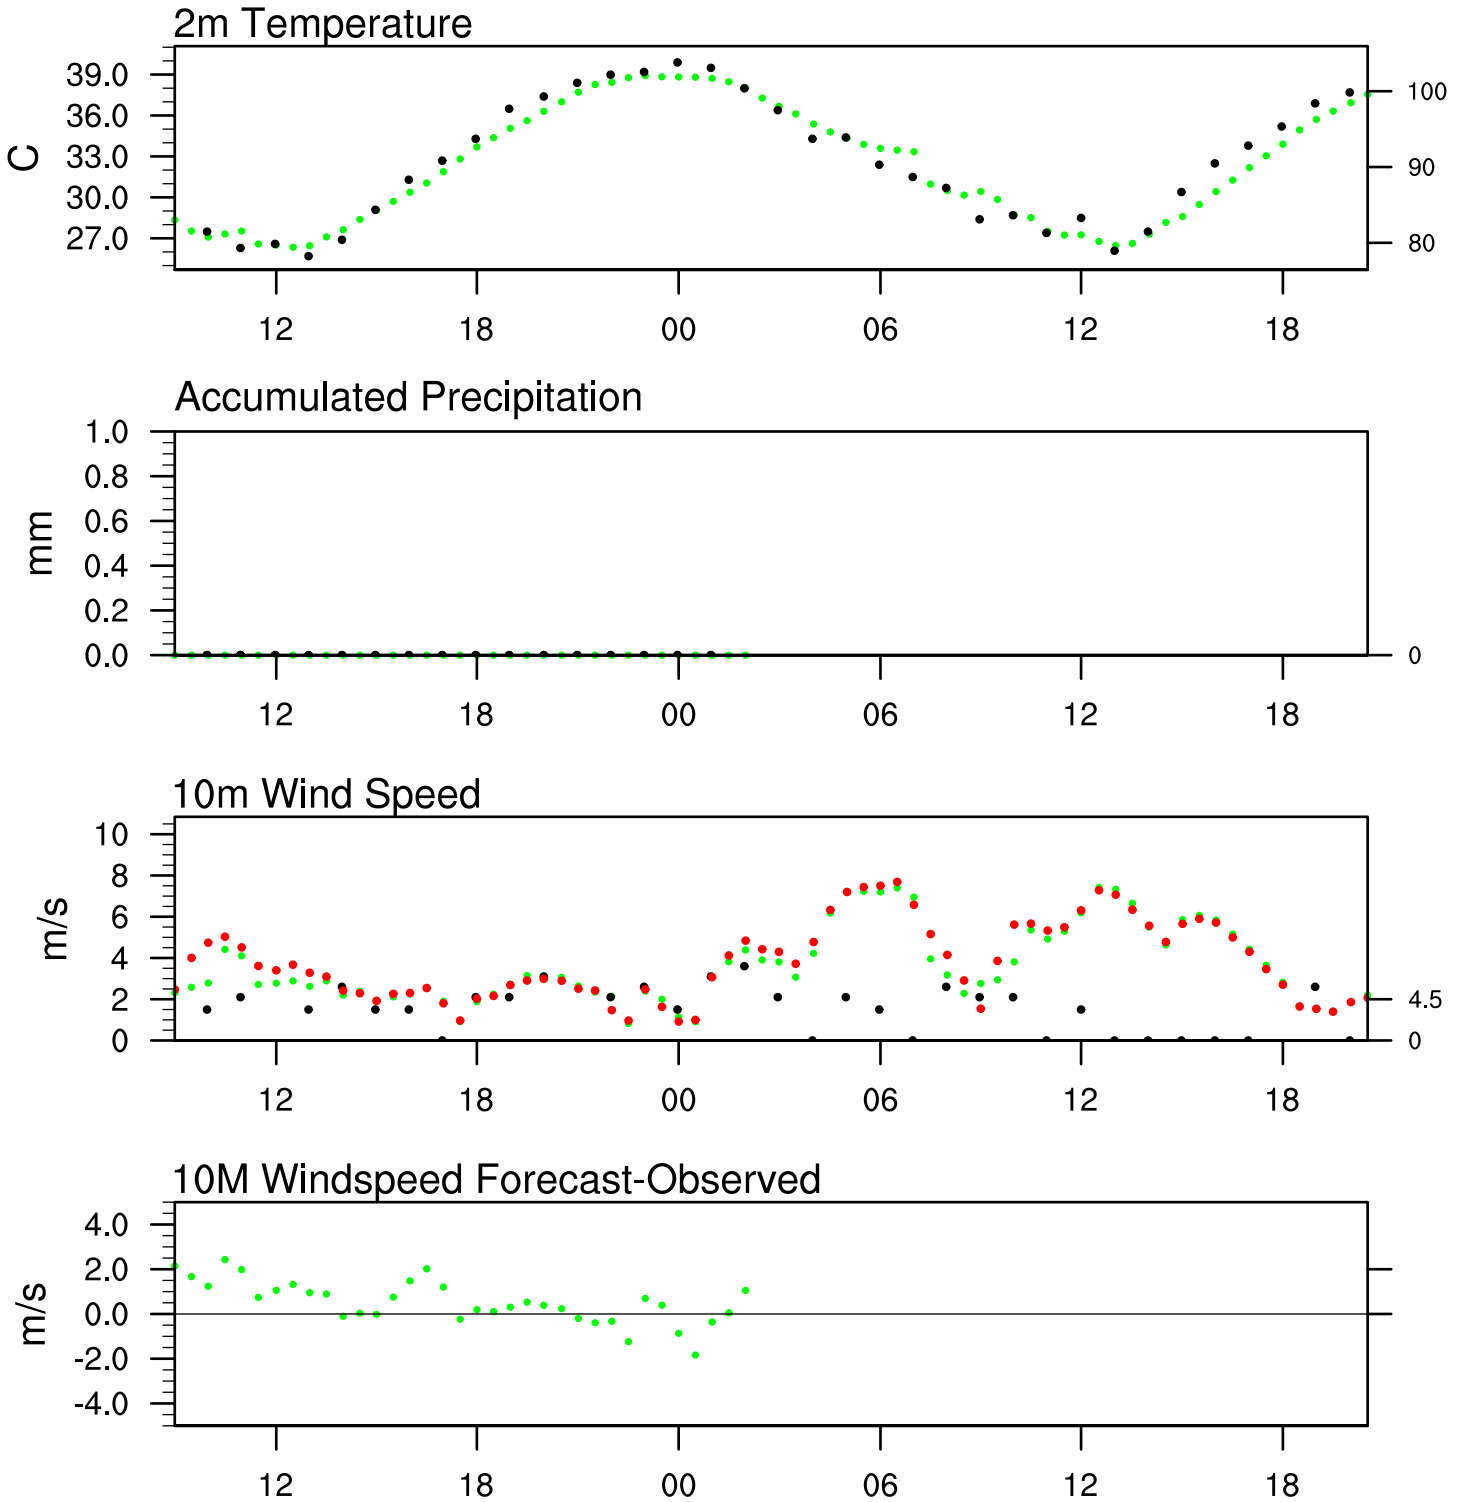 2m Temperature
39.0
36.0
33.0
30.0
27.0
C
100
90
80
12 18 00 06 12 18
Accumulated Precipitation
1.0
0.8
0.6
0.4
0.2
0.0
mm
0
12 18 00 06 12 18
10m Wind Speed
10
8
6
4
2
0
m/s
4.5
0
12 18 00 06 12 18
10M Windspeed Forecast-Observed
4.0
2.0
0.0
-2.0
-4.0
m/s
12 18 00 06 12 18